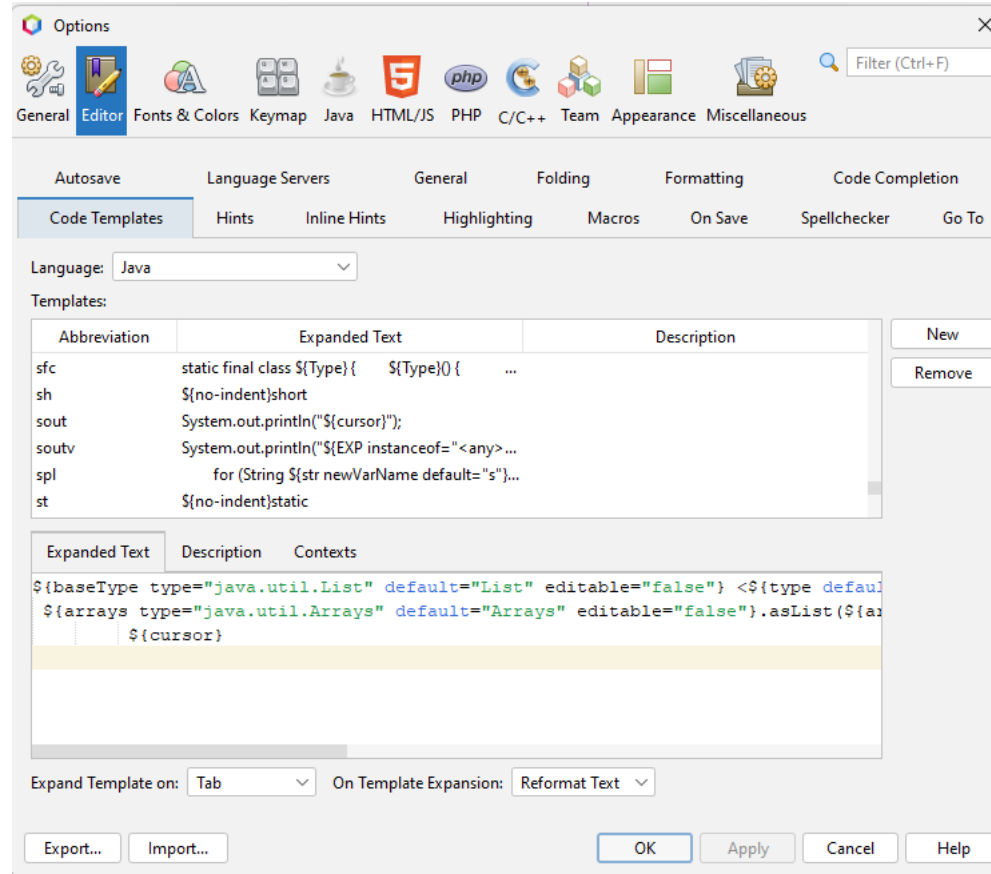 Options
Filter (Ctrl+F)
General Editor Fonts & Colors Keymap Java HTML/JS PHP C/C++ Team Appearance Miscellaneous
php
Autosave Language Servers General Folding Formatting Code Completion
Code Templates Hints Inline Hints Highlighting Macros On Save Spellchecker Go To
Language: Java
Templates:
Abbreviation Expanded Text Description
New
Remove
sfc static final class ${Type} { ${Type}() { ...
sh ${no-indent}short
sout System.out.println("${cursor}");
soutv System.out.println("${EXP instanceof="<any>...
spl for (String ${str newVarName default="s"}...
st ${no-indent}static
Expanded Text Description Contexts
${baseType type="java.util.List" default="List" editable="false"} <${type defaul
${arrays type="java.util.Arrays" default="Arrays" editable="false"}.asList(${ar
${cursor}
Expand Template on: Tab On Template Expansion: Reformat Text
Export... Import... OK Apply Cancel Help